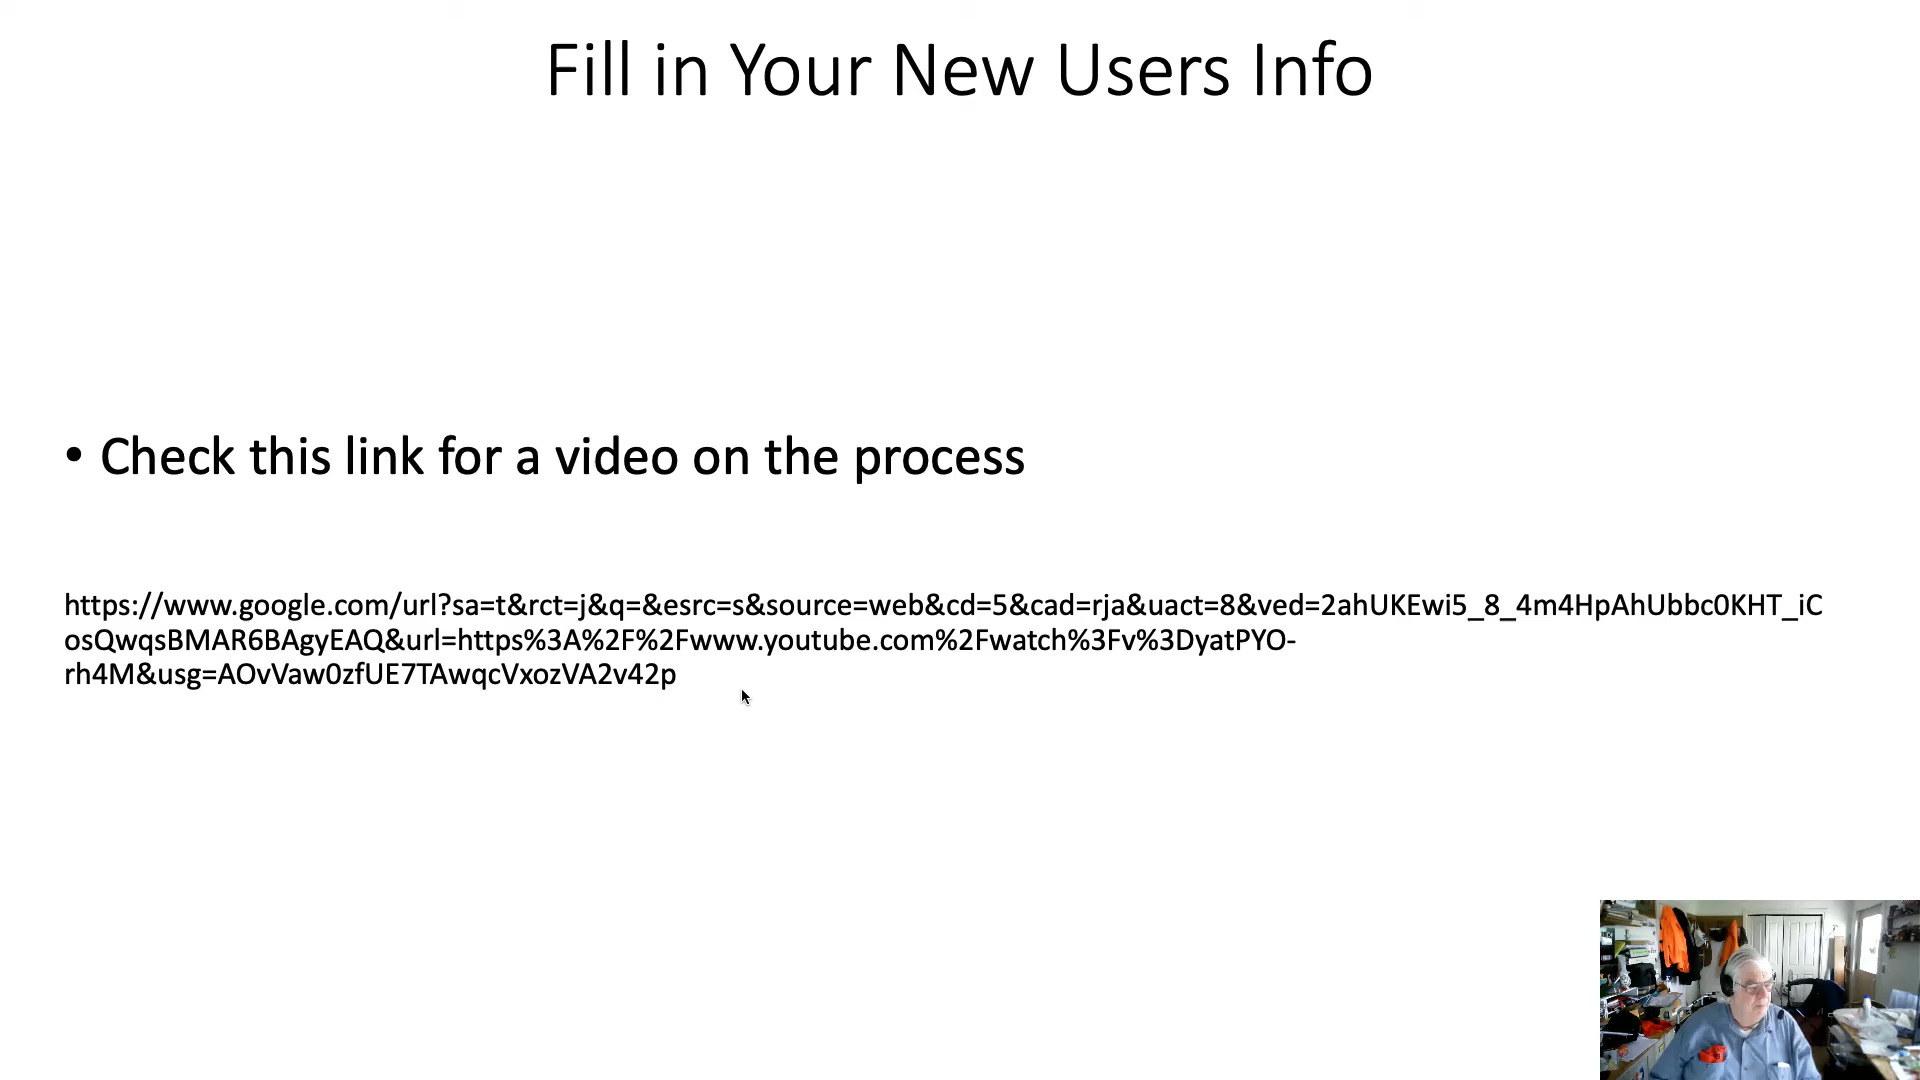 Fill in Your New Users Info
• Check this link for a video on the process
https://www.google.com/url?sa=t&rct=j&q=&esrc=s&source=web&cd=5&cad=rja&uact=8&ved=2ahUKEwi5_8_4m4HpAhUbbc0KHT_iC
osQwqsBMAR6BAgyEAQ&url=https%3A%2F%2Fwww.youtube.com%2Fwatch%3Fv%3DyatPYO-
rh4M&usg=AOvVaw0zfUE7TAwqcVxozVA2v42p